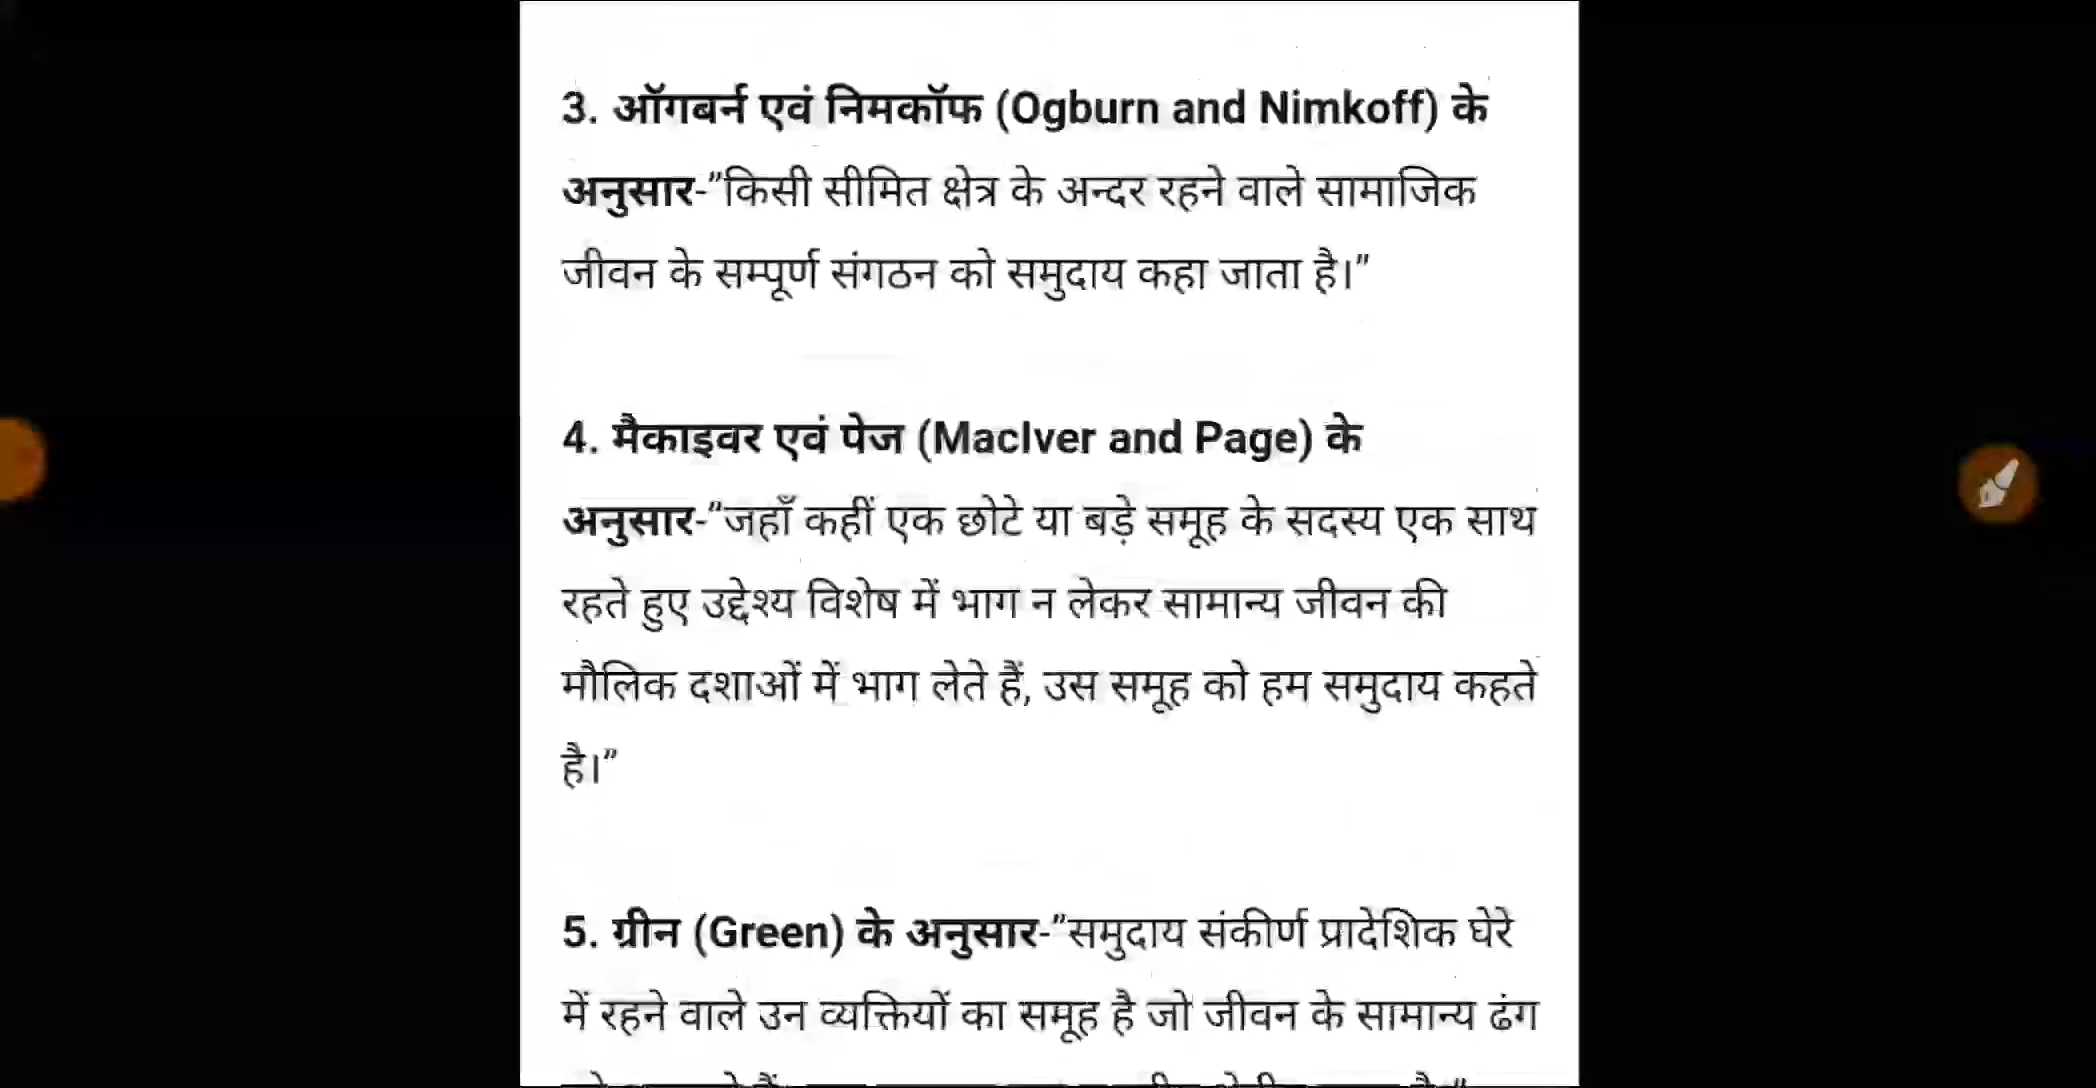 3. ऑगबर्न एवं निमकॉफ (Ogburn and Nimkoff) के
अनुसार-"किसी सीमित क्षेत्र के अन्दर रहने वाले सामाजिक
जीवन के सम्पूर्ण संगठन को समुदाय कहा जाता है।"
4. मैकाइवर एवं पेज (MacIver and Page) के
अनुसार-"जहाँ कहीं एक छोटे या बड़े समूह के सदस्य एक साथ
रहते हुए उद्देश्य विशेष में भाग न लेकर सामान्य जीवन की
मौलिक दशाओं में भाग लेते हैं, उस समूह को हम समुदाय कहते
है।"
5. ग्रीन (Green) के अनुसार-"समुदाय संकीर्ण प्रादेशिक घेरे
में रहने वाले उन व्यक्तियों का समूह है जो जीवन के सामान्य ढंग